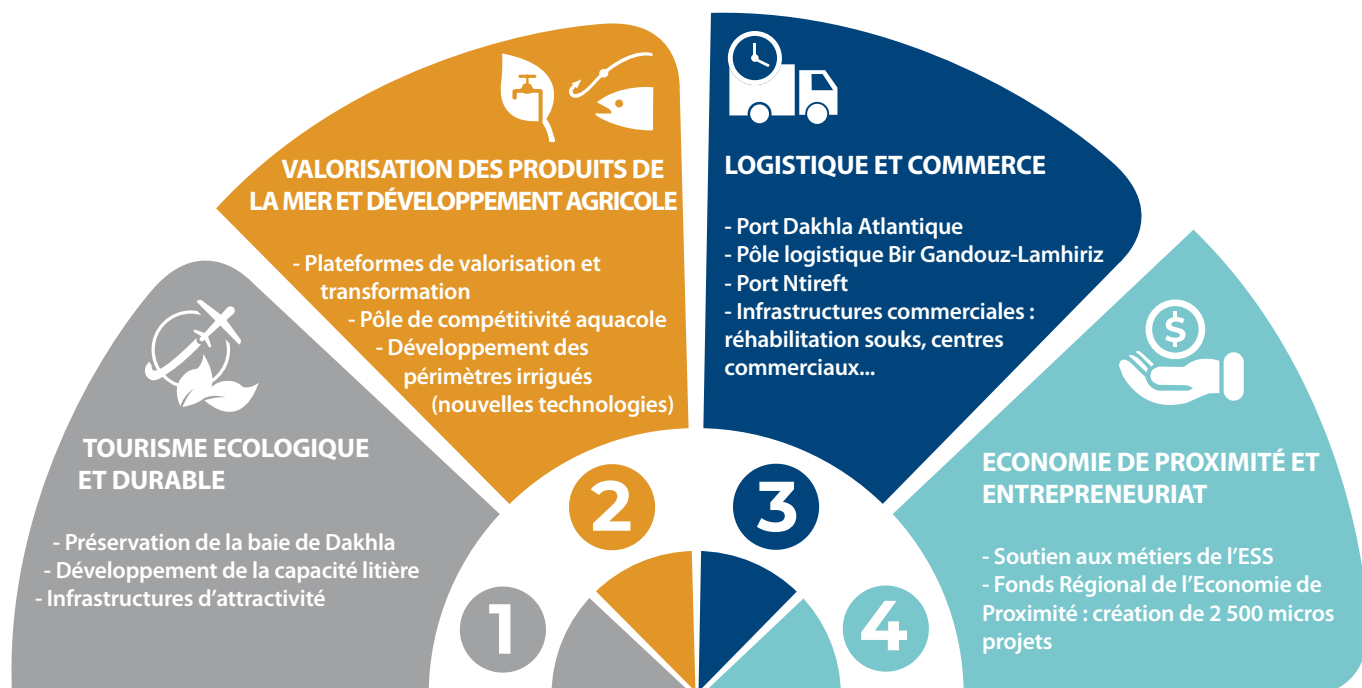 1
TOURISME ECOLOGIQUE
ET DURABLE
- Préservation de la baie de Dakhla
- Développement de la capacité litière
- Infrastructures d'attractivité
2
VALORISATION DES PRODUITS DE
LA MER ET DÉVELOPPEMENT AGRICOLE
- Plateformes de valorisation et
transformation
- Pôle de compétitivité aquacole
- Développement des
périmètres irrigués
(nouvelles technologies)
3
LOGISTIQUE ET COMMERCE
- Port Dakhla Atlantique
- Pôle logistique Bir Gandouz-Lamhiriz
- Port Ntireft
- Infrastructures commerciales :
réhabilitation souks, centres
commerciaux...
4
$
ECONOMIE DE PROXIMITÉ ET
ENTREPRENEURIAT
- Soutien aux métiers de l'ESS
- Fonds Régional de l'Economie de
Proximité : création de 2 500 micros
projets